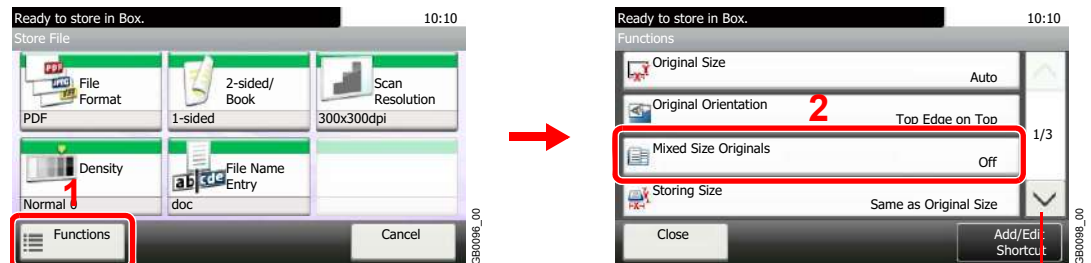 Ready to store in Box.
10:10
Store File
File
Format
PDF
2-sided/
Book
1-sided
Scan
Resolution
300x300dpi
Density
Normal 0
File Name
Entry
doc
1
Functions
Cancel
GB0096_00
Ready to store in Box.
10:10
Functions
Original Size
Auto
Original Orientation
Top Edge on Top
2
Mixed Size Originals
Off
Storing Size
Same as Original Size
1/3
Close
Add/Edit
Shortcut
GB0098_00